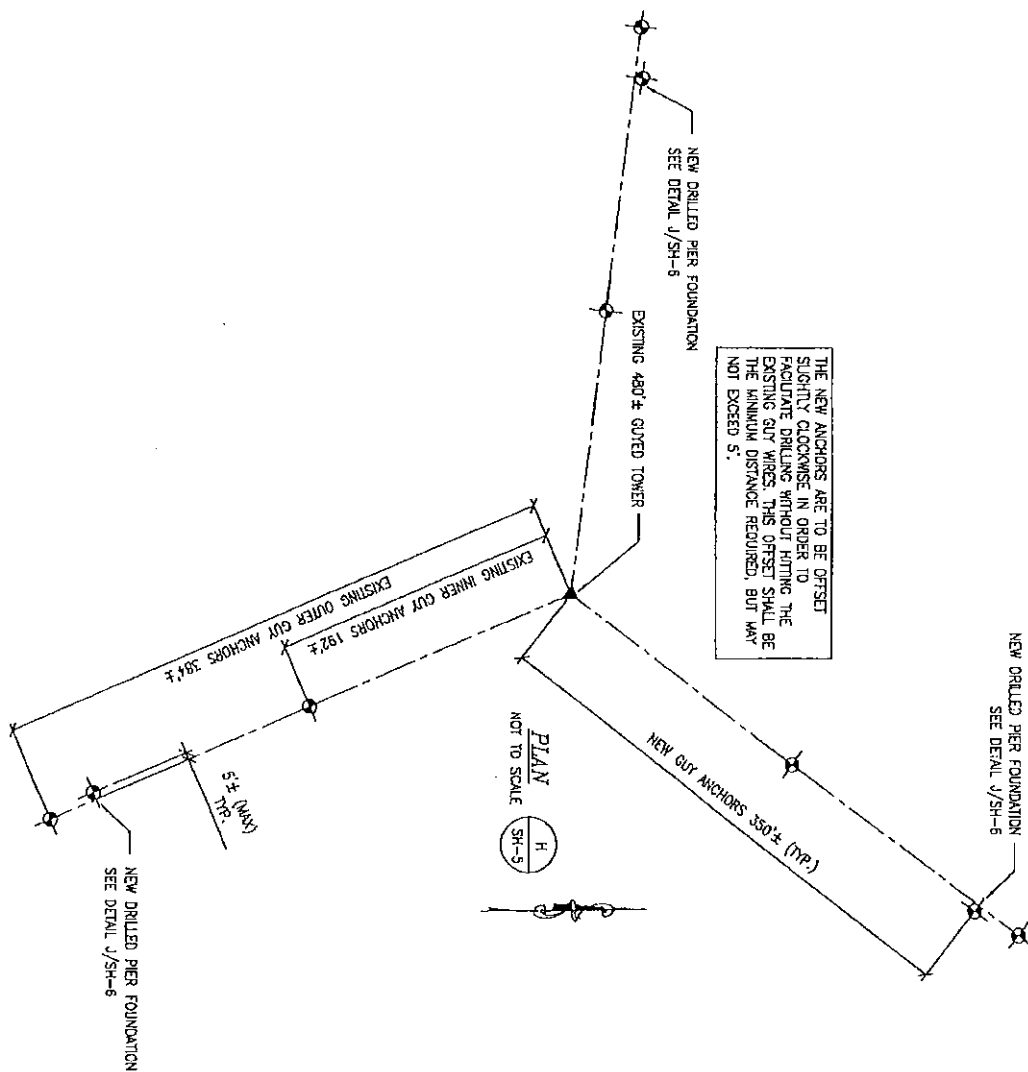 NEW DRILLED PIER FOUNDATION
SEE DETAIL J/SH-6
THE NEW ANCHORS ARE TO BE OFFSET
SLIGHTLY CLOCKWISE IN ORDER TO
FACILITATE DRILLING WITHOUT HITTING THE
EXISTING GUY WIRES. THIS OFFSET SHALL BE
THE MINIMUM DISTANCE REQUIRED, BUT MAY
NOT EXCEED 5'.
NEW DRILLED PIER FOUNDATION
SEE DETAIL J/SH-6
EXISTING 480'± GUYED TOWER
NEW GUY ANCHORS 350'± (TYP.)
EXISTING INNER GUY ANCHORS 192'±
EXISTING OUTER GUY ANCHORS 384'±
5'± (MAX)
TYP.
NEW DRILLED PIER FOUNDATION
SEE DETAIL J/SH-6
PLAN
NOT TO SCALE
H
SH-5